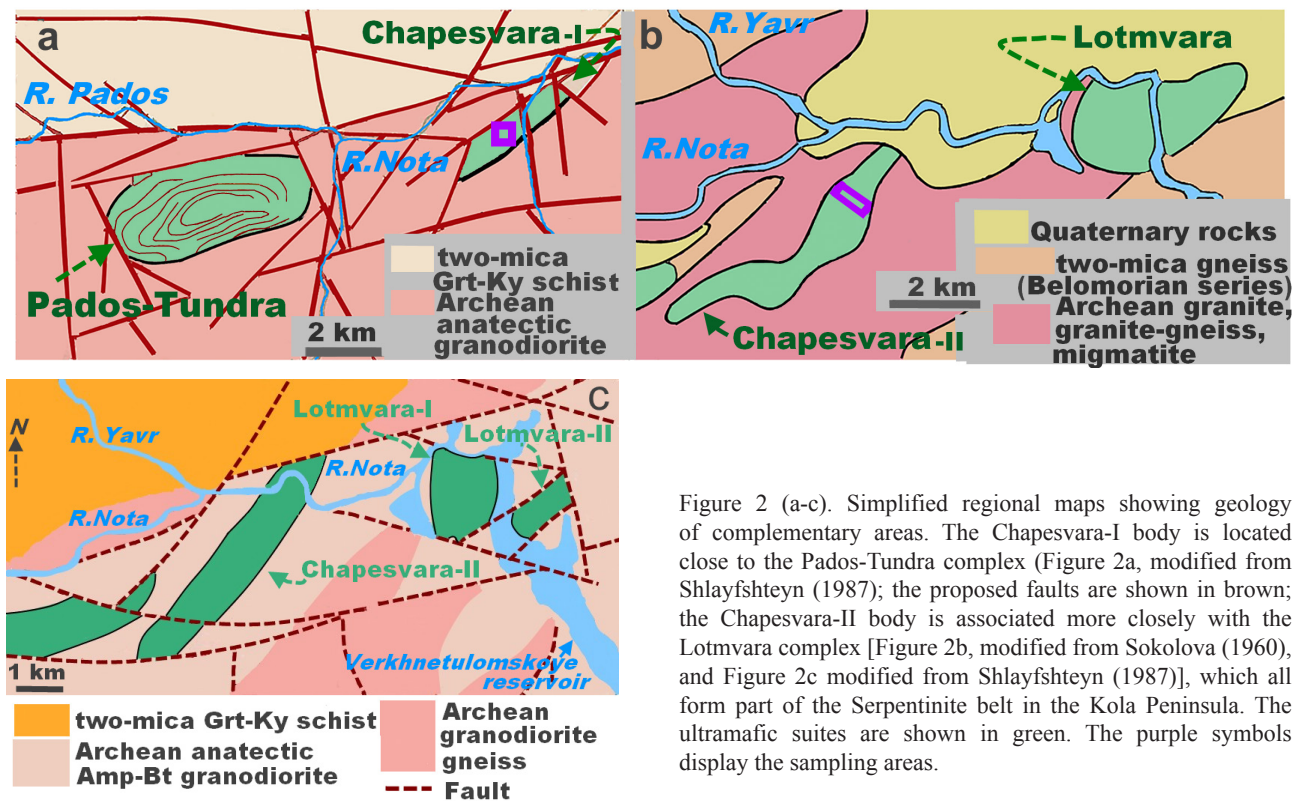 a
Chapesvara-I
R. Pados
R.Nota
Pados-Tundra
two-mica
Grt-Ky schist
Archean
anatectic
granodiorite
2 km
b
R.Yavr
Lotmvara
R.Nota
Quaternary rocks
two-mica gneiss
(Belomorian series)
Archean granite,
granite-gneiss,
migmatite
2 km
Chapesvara-II
C
N
Lotmvara-I
Lotmvara-II
R. Yavr
R.Nota
R.Nota
Chapesvara-II
Verkhnetulomskoye
reservoir
1 km
two-mica Grt-Ky schist
Archean anatectic
Amp-Bt granodiorite
Archean
granodiorite
gneiss
Fault
Figure 2 (a-c). Simplified regional maps showing geology
of complementary areas. The Chapesvara-I body is located
close to the Pados-Tundra complex (Figure 2a, modified from
Shlayfshteyn (1987); the proposed faults are shown in brown;
the Chapesvara-II body is associated more closely with the
Lotmvara complex [Figure 2b, modified from Sokolova (1960),
and Figure 2c modified from Shlayfshteyn (1987)], which all
form part of the Serpentinite belt in the Kola Peninsula. The
ultramafic suites are shown in green. The purple symbols
display the sampling areas.